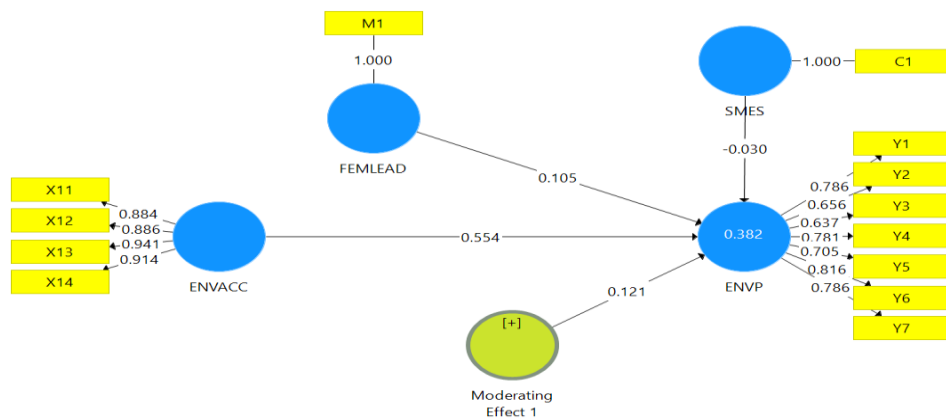 M1
1.000
FEMLEAD
SMES
1.000
C1
-0.030
0.105
X11
X12
X13
X14
0.884
0.886
0.941
0.914
ENVACC
0.554
0.382
ENVP
0.121
[+]
Moderating
Effect 1
0.786
0.656
0.637
0.781
0.705
0.816
0.786
Y1
Y2
Y3
Y4
Y5
Y6
Y7